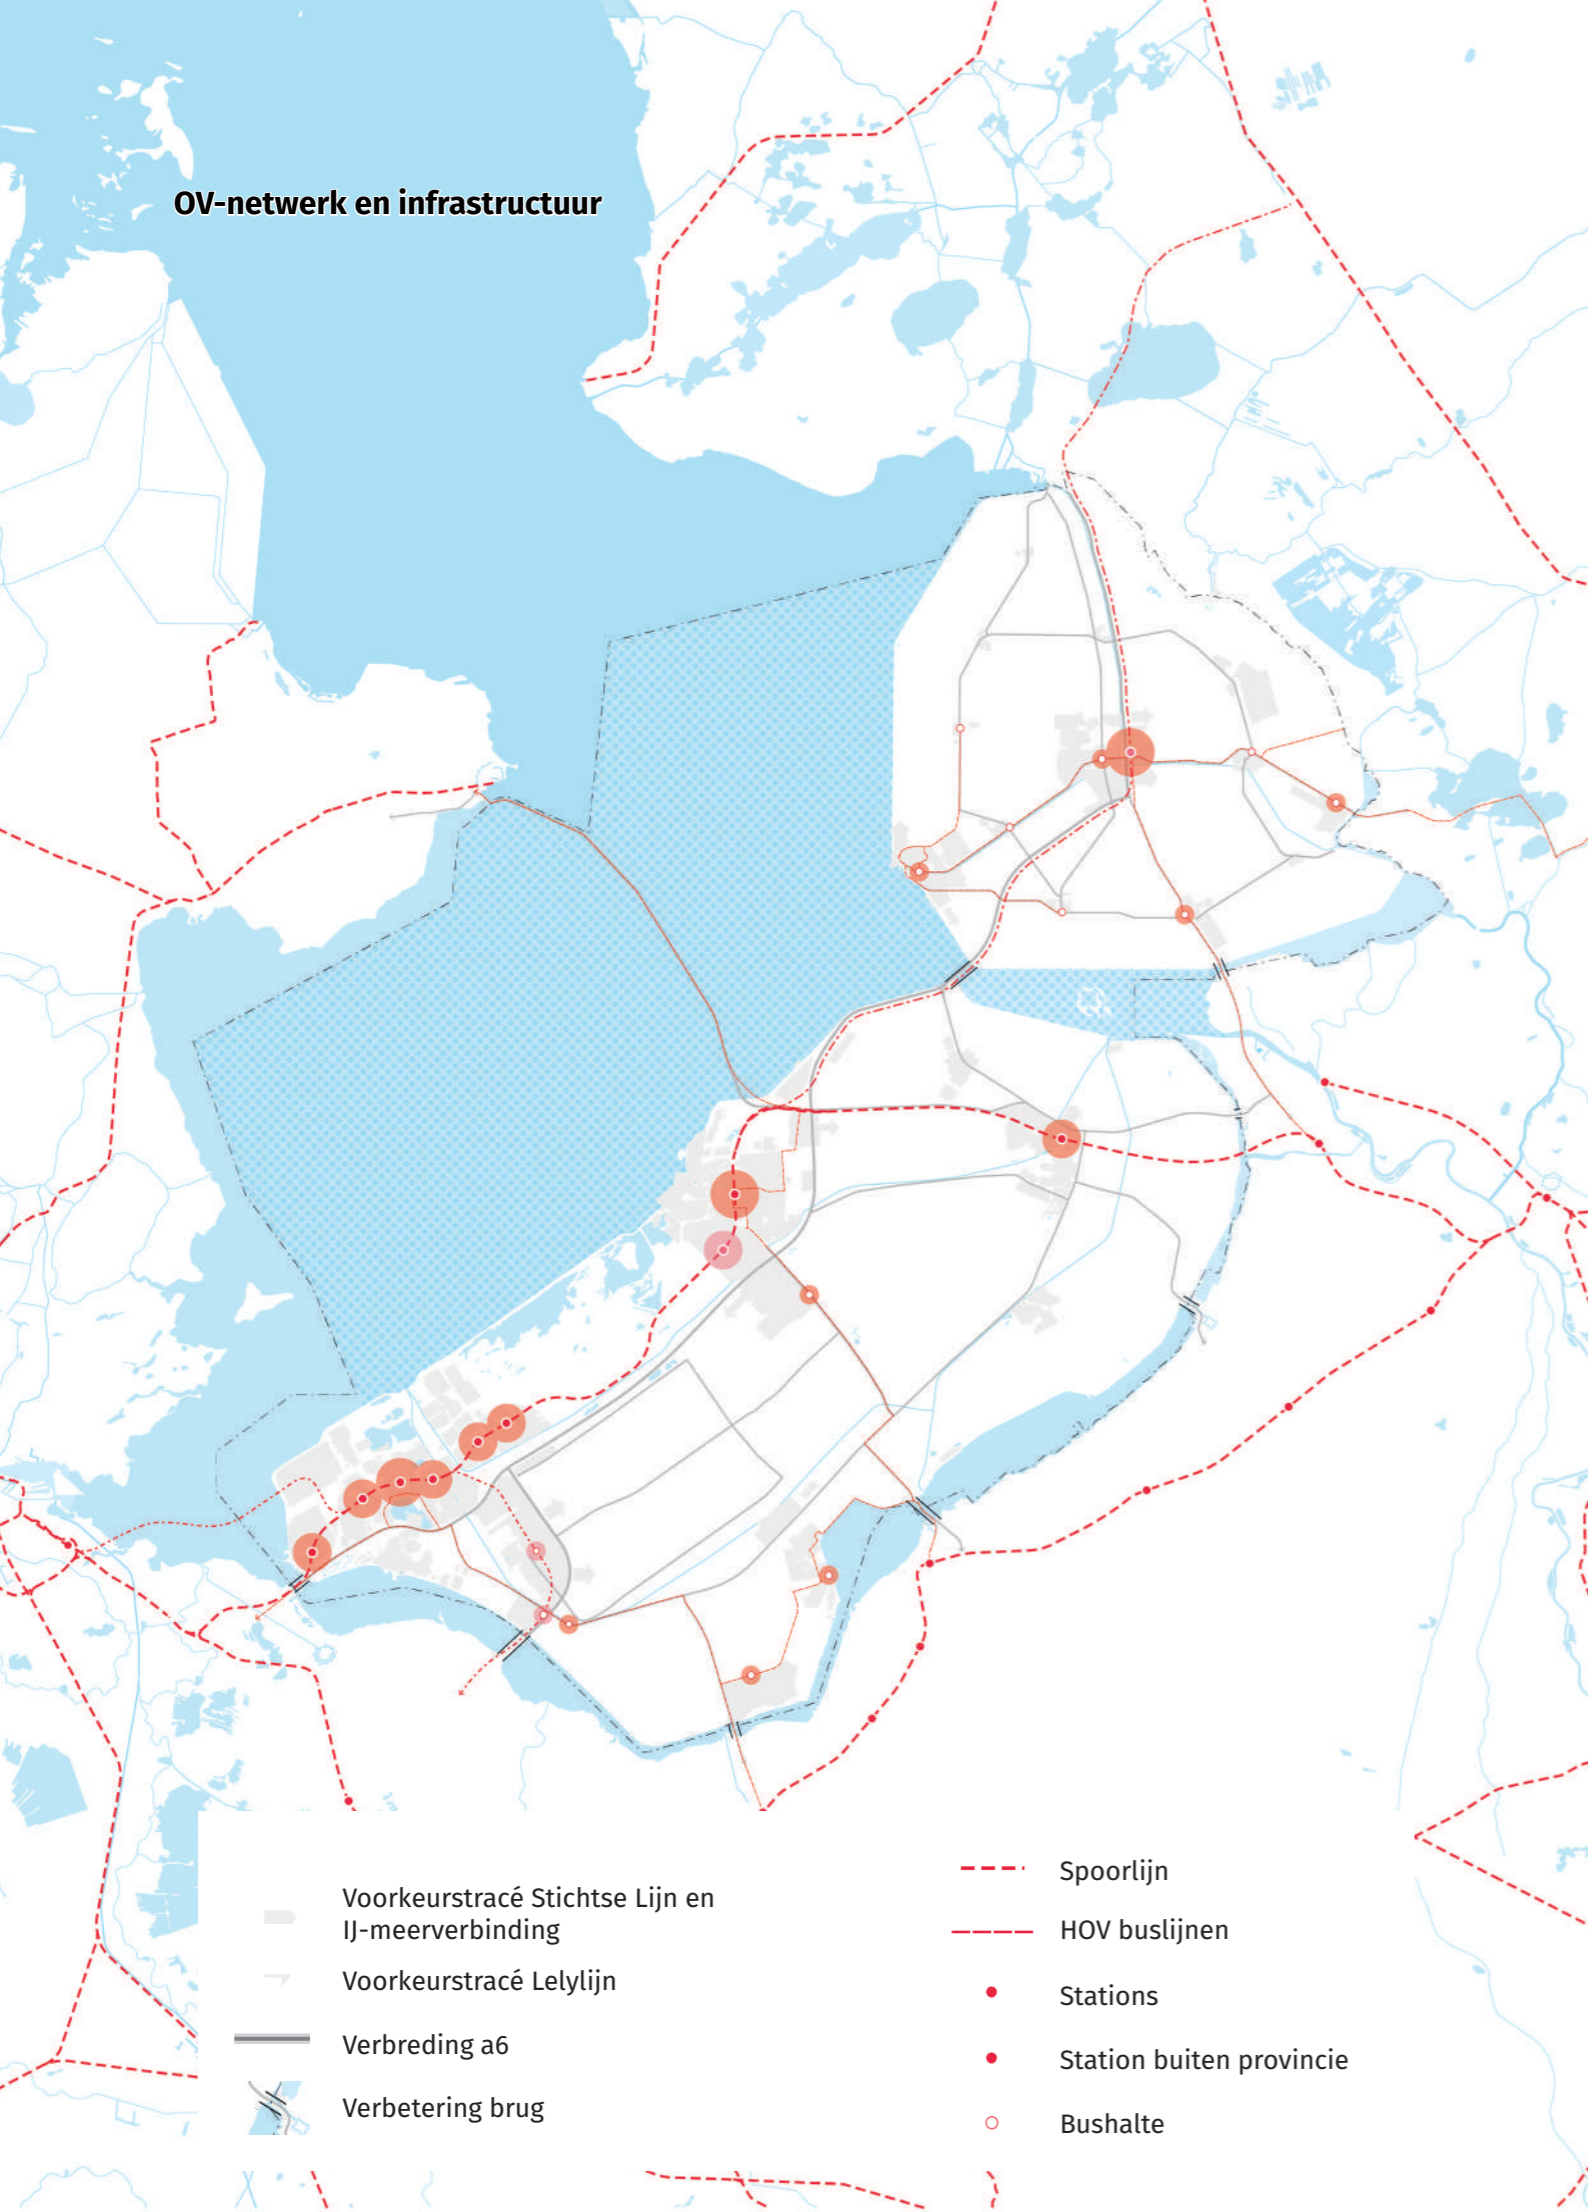 OV-netwerk en infrastructuur
Voorkeurstracé Stichtse Lijn en
IJ-meerverbinding
Voorkeurstracé Lelylijn
Verbreding a6
Verbetering brug
Spoorlijn
HOV buslijnen
Stations
Station buiten provincie
Bushalte